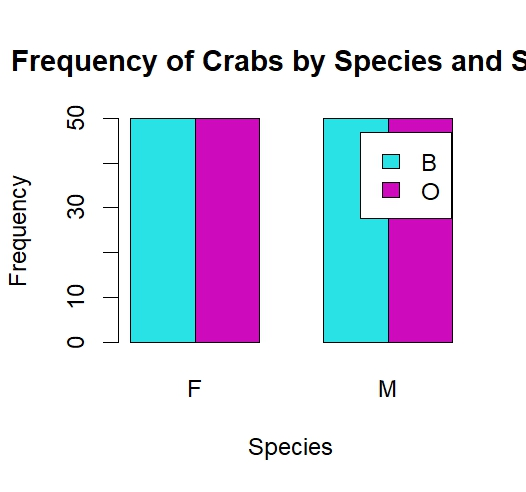 Frequency of Crabs by Species and S
50
30
10
0
Frequency
B
O
F M
Species